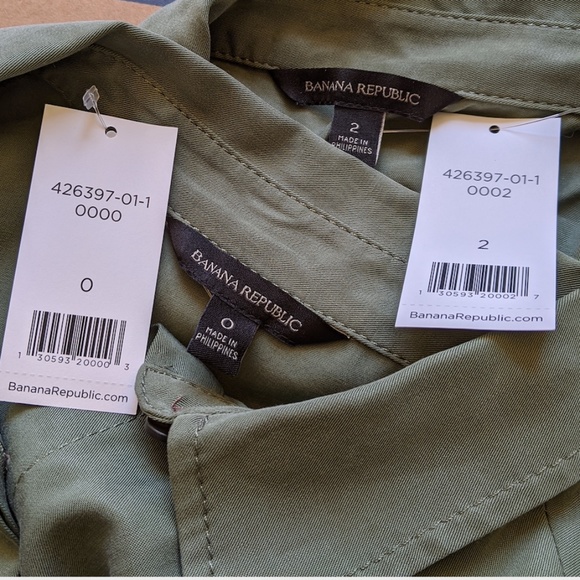 426397-01-1
0000
0
1 30593 20000 3
BananaRepublic.com
BANANA REPUBLIC
0
MADE IN
PHILIPPINES
BANANA REPUBLIC
2
MADE IN
PHILIPPINES
426397-01-1
0002
2
1 30593 20002 7
BananaRepublic.com